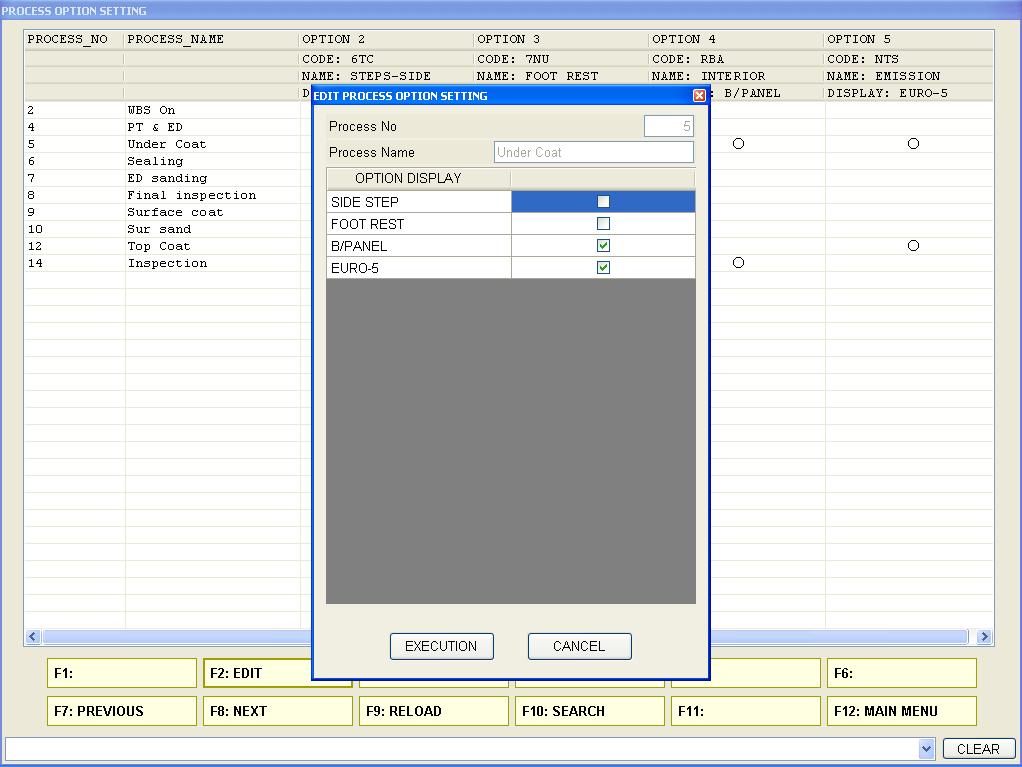 PROCESS OPTION SETTING
PROCESS_NO PROCESS_NAME OPTION 2 OPTION 3 OPTION 4 OPTION 5
CODE: 6TC CODE: 7NU CODE: RBA CODE: NTS
NAME: STEPS-SIDE NAME: FOOT REST NAME: INTERIOR NAME: EMISSION
D : B/PANEL DISPLAY: EURO-5
2 WBS On
4 PT & ED
5 Under Coat
6 Sealing
7 ED sanding
8 Final inspection
9 Surface coat
10 Sur sand
12 Top Coat
14 Inspection
EDIT PROCESS OPTION SETTING
Process No 5
Process Name Under Coat
OPTION DISPLAY
SIDE STEP
FOOT REST
B/PANEL
EURO-5
EXECUTION CANCEL
F1: F2: EDIT F6:
F7: PREVIOUS F8: NEXT F9: RELOAD F10: SEARCH F11: F12: MAIN MENU
CLEAR